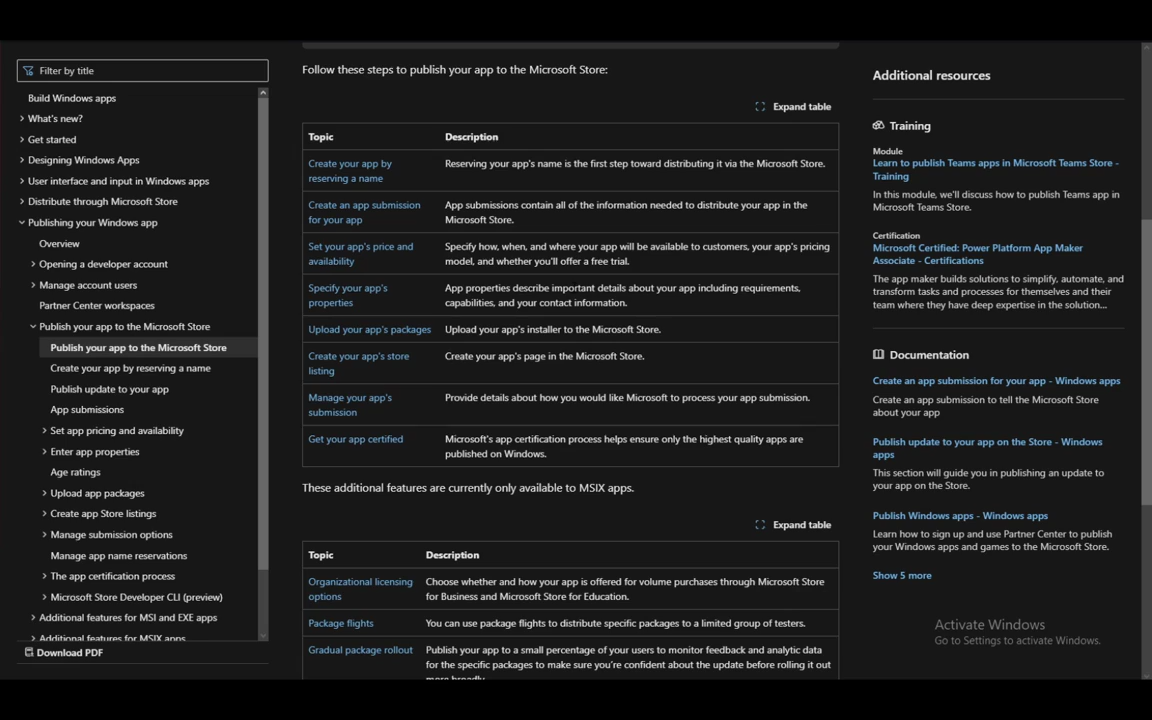 Filter by title
Build Windows apps
What's new?
Get started
Designing Windows Apps
User interface and input in Windows apps
Distribute through Microsoft Store
Publishing your Windows app
Overview
Opening a developer account
Manage account users
Partner Center workspaces
Publish your app to the Microsoft Store
Publish your app to the Microsoft Store
Create your app by reserving a name
Publish update to your app
App submissions
Set app pricing and availability
Enter app properties
Age ratings
Upload app packages
Create app Store listings
Manage submission options
Manage app name reservations
The app certification process
Microsoft Store Developer CLI (preview)
Additional features for MSI and EXE apps
Additional features for MSIX apps
Download PDF
Follow these steps to publish your app to the Microsoft Store:
Expand table
Topic Description
Create your app by
reserving a name
Reserving your app's name is the first step toward distributing it via the Microsoft Store.
Create an app submission
for your app
App submissions contain all of the information needed to distribute your app in the
Microsoft Store.
Set your app's price and
availability
Specify how, when, and where your app will be available to customers, your app's pricing
model, and whether you'll offer a free trial.
Specify your app's
properties
App properties describe important details about your app including requirements,
capabilities, and your contact information.
Upload your app's packages
Upload your app's installer to the Microsoft Store.
Create your app's store
listing
Create your app's page in the Microsoft Store.
Manage your app's
submission
Provide details about how you would like Microsoft to process your app submission.
Get your app certified
Microsoft's app certification process helps ensure only the highest quality apps are
published on Windows.
These additional features are currently only available to MSIX apps.
Expand table
Topic Description
Organizational licensing
options
Choose whether and how your app is offered for volume purchases through Microsoft Store
for Business and Microsoft Store for Education.
Package flights
You can use package flights to distribute specific packages to a limited group of testers.
Gradual package rollout
Publish your app to a small percentage of your users to monitor feedback and analytic data
for the specific packages to make sure you're confident about the update before rolling it out
more broadly.
Additional resources
Training
Module
Learn to publish Teams apps in Microsoft Teams Store -
Training
In this module, we'll discuss how to publish Teams app in
Microsoft Teams Store.
Certification
Microsoft Certified: Power Platform App Maker
Associate - Certifications
The app maker builds solutions to simplify, automate, and
transform tasks and processes for themselves and their
team where they have deep expertise in the solution...
Documentation
Create an app submission for your app - Windows apps
Create an app submission to tell the Microsoft Store
about your app
Publish update to your app on the Store - Windows
apps
This section will guide you in publishing an update to
your app on the Store.
Publish Windows apps - Windows apps
Learn how to sign up and use Partner Center to publish
your Windows apps and games to the Microsoft Store.
Show 5 more
Activate Windows
Go to Settings to activate Windows.